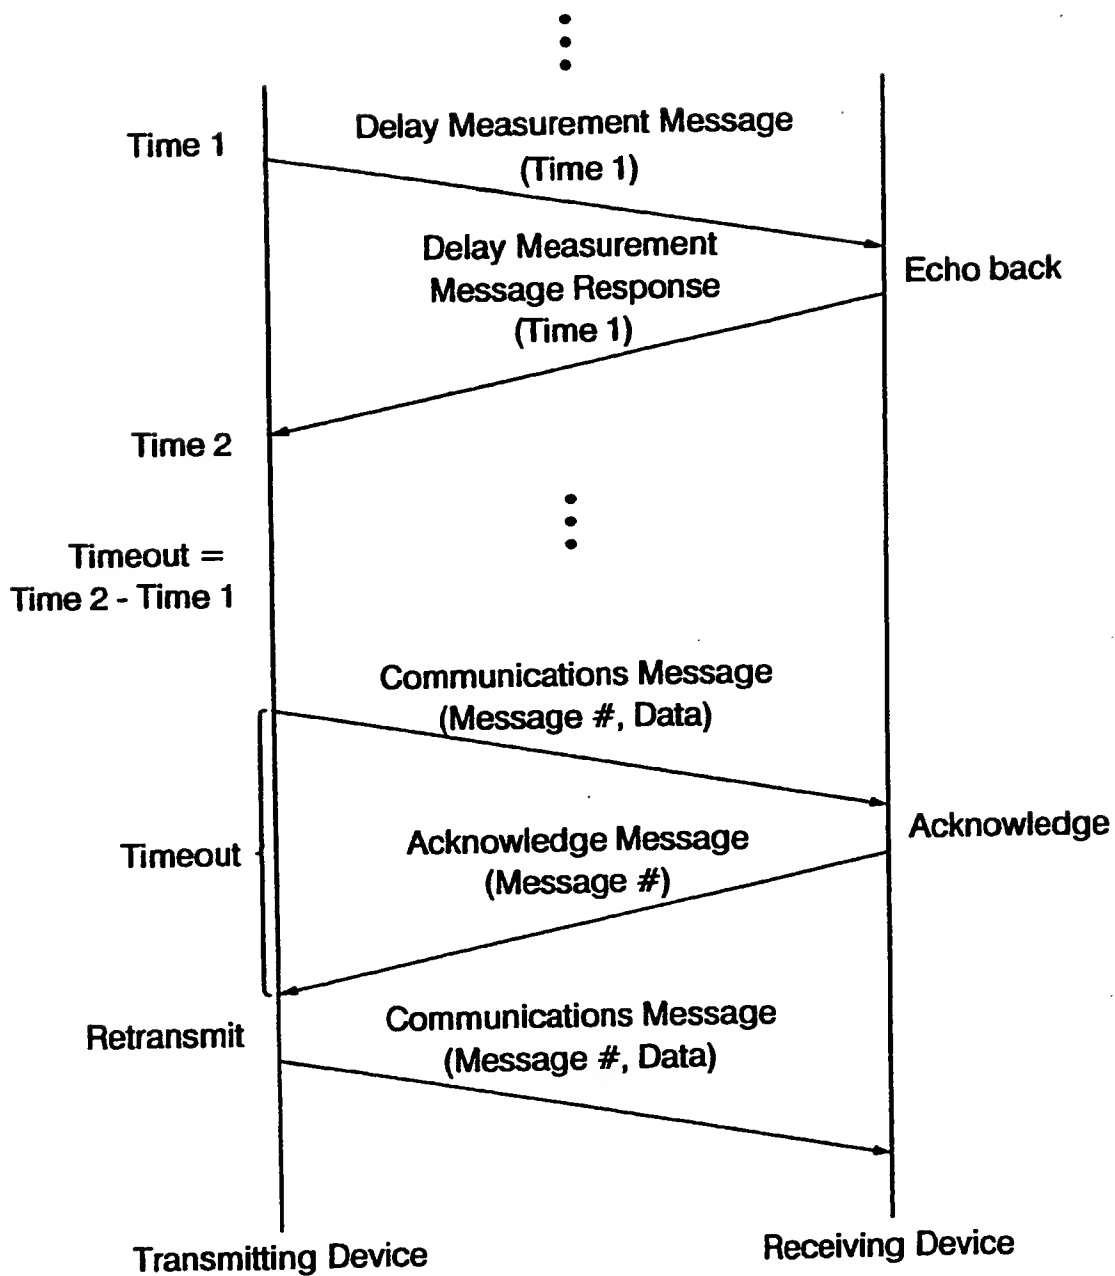 Time 1
Delay Measurement Message
(Time 1)
Delay Measurement
Message Response
(Time 1)
Echo back
Time 2
Timeout =
Time 2 - Time 1
Communications Message
(Message #, Data)
Timeout
Acknowledge Message
(Message #)
Acknowledge
Retransmit
Communications Message
(Message #, Data)
Transmitting Device
Receiving Device